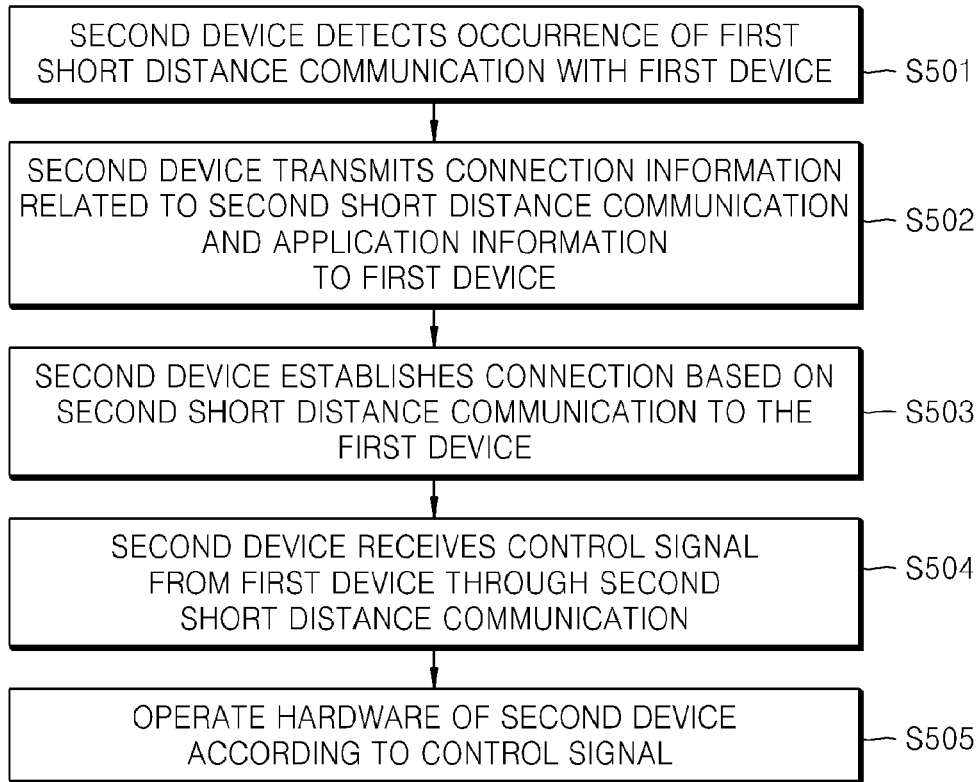 SECOND DEVICE DETECTS OCCURRENCE OF FIRST
SHORT DISTANCE COMMUNICATION WITH FIRST DEVICE
S501
SECOND DEVICE TRANSMITS CONNECTION INFORMATION
RELATED TO SECOND SHORT DISTANCE COMMUNICATION
AND APPLICATION INFORMATION
TO FIRST DEVICE
S502
SECOND DEVICE ESTABLISHES CONNECTION BASED ON
SECOND SHORT DISTANCE COMMUNICATION TO THE
FIRST DEVICE
S503
SECOND DEVICE RECEIVES CONTROL SIGNAL
FROM FIRST DEVICE THROUGH SECOND
SHORT DISTANCE COMMUNICATION
S504
OPERATE HARDWARE OF SECOND DEVICE
ACCORDING TO CONTROL SIGNAL
S505